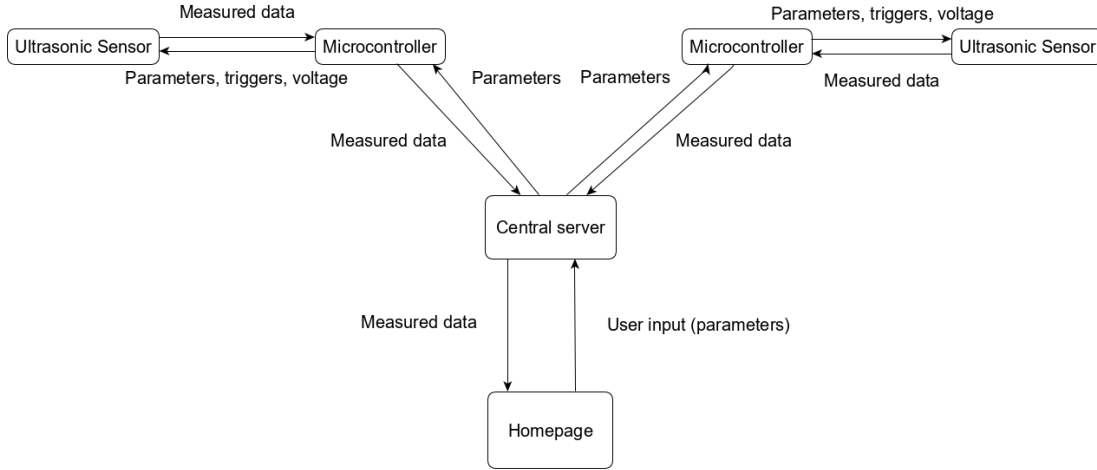 Measured data
Parameters, triggers, voltage
Ultrasonic Sensor
Microcontroller
Microcontroller
Ultrasonic Sensor
Parameters, triggers, voltage
Parameters
Parameters
Measured data
Measured data
Measured data
Central server
Measured data
User input (parameters)
Homepage